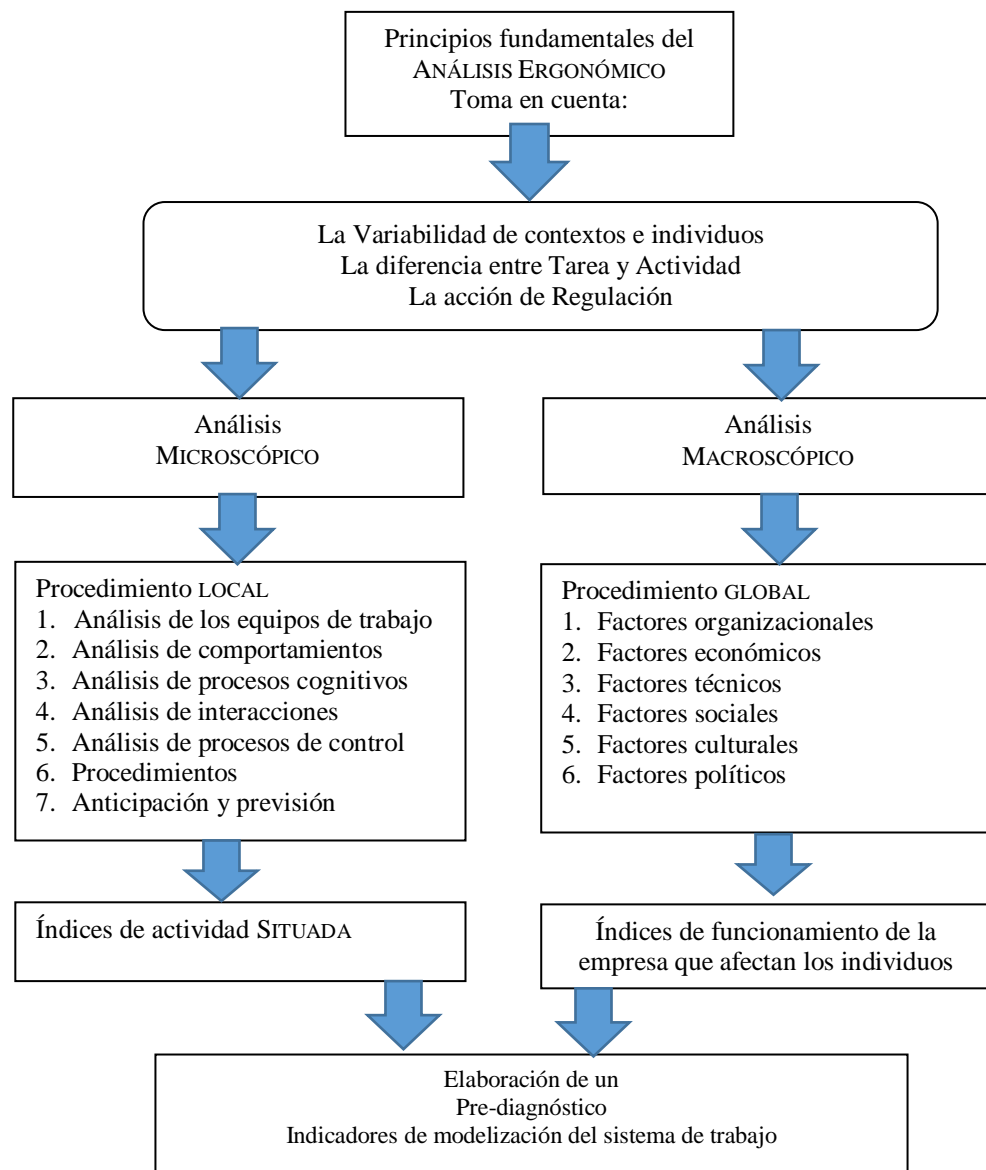 Principios fundamentales del
ANÁLISIS ERGONÓMICO
Toma en cuenta:
La Variabilidad de contextos e individuos
La diferencia entre Tarea y Actividad
La acción de Regulación
Análisis
MICROSCÓPICO
Análisis
MACROSCÓPICO
Procedimiento LOCAL
1. Análisis de los equipos de trabajo
2. Análisis de comportamientos
3. Análisis de procesos cognitivos
4. Análisis de interacciones
5. Análisis de procesos de control
6. Procedimientos
7. Anticipación y previsión
Procedimiento GLOBAL
1. Factores organizacionales
2. Factores económicos
3. Factores técnicos
4. Factores sociales
5. Factores culturales
6. Factores políticos
Índices de actividad SITUADA
Índices de funcionamiento de la
empresa que afectan los individuos
Elaboración de un
Pre-diagnóstico
Indicadores de modelización del sistema de trabajo